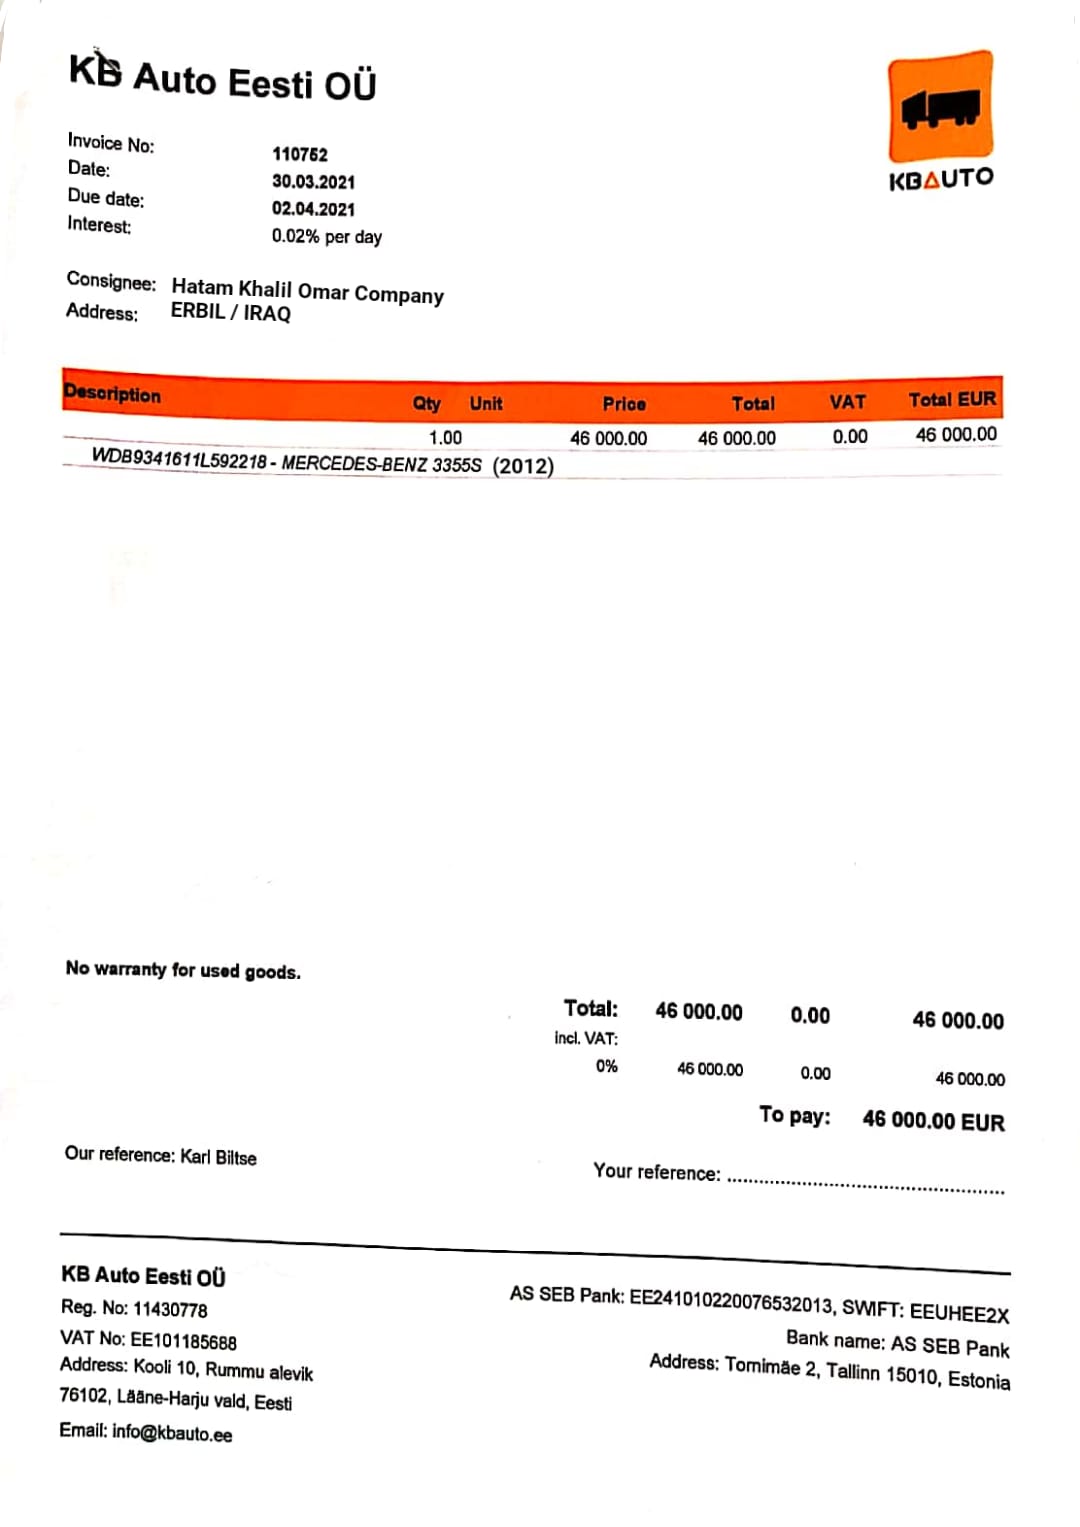 KB Auto Eesti OÜ
KBAUTO
Invoice No: 110752
Date: 30.03.2021
Due date: 02.04.2021
Interest: 0.02% per day
Consignee: Hatam Khalil Omar Company
Address: ERBIL / IRAQ
Description Qty Unit Price Total VAT Total EUR
1.00 46 000.00 46 000.00 0.00 46 000.00
WDB9341611L592218 - MERCEDES-BENZ 3355S (2012)
No warranty for used goods.
Total: 46 000.00 0.00 46 000.00
incl. VAT:
0% 46 000.00 0.00 46 000.00
To pay: 46 000.00 EUR
Our reference: Karl Biltse
Your reference: ....................................................
KB Auto Eesti OÜ
Reg. No: 11430778
VAT No: EE101185688
Address: Kooli 10, Rummu alevik
76102, Lääne-Harju vald, Eesti
Email: info@kbauto.ee
AS SEB Pank: EE241010220076532013, SWIFT: EEUHEE2X
Bank name: AS SEB Pank
Address: Tornimäe 2, Tallinn 15010, Estonia